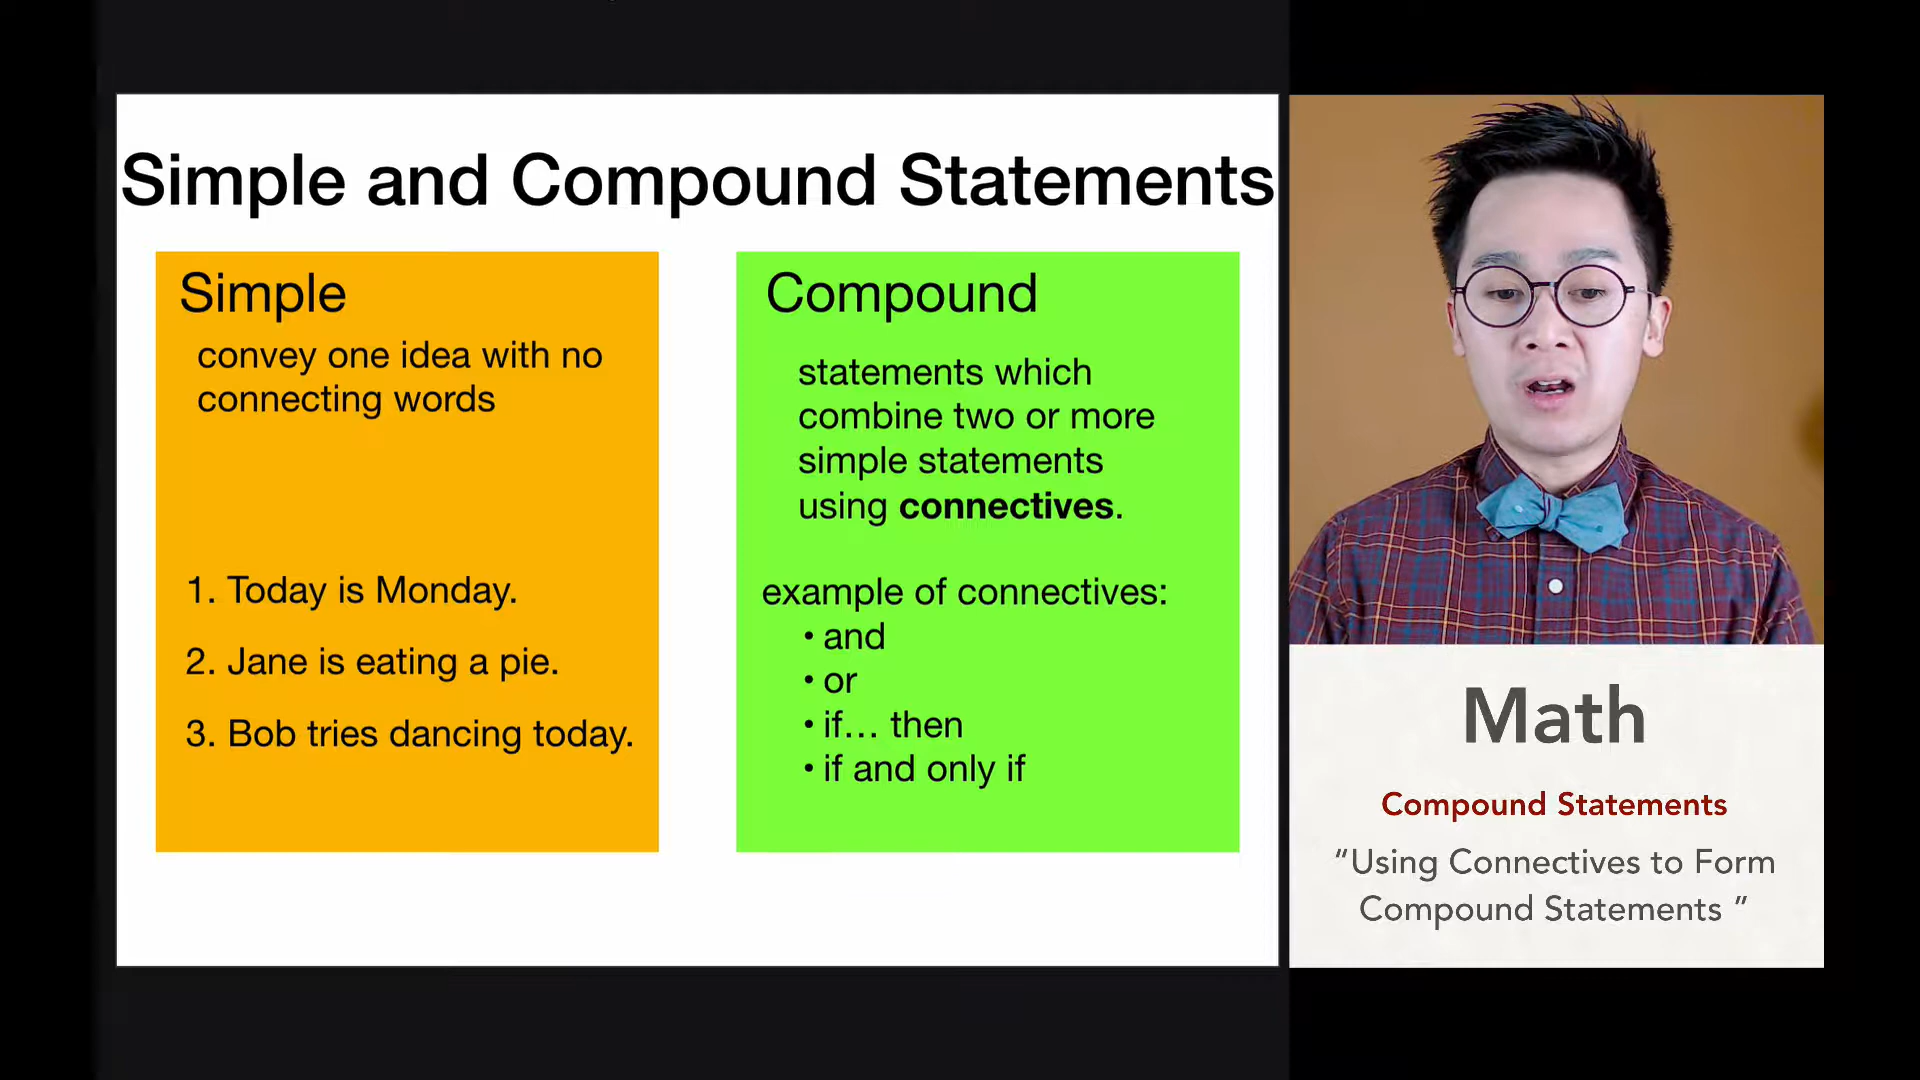 Simple and Compound Statements
Simple
convey one idea with no
connecting words
1. Today is Monday.
2. Jane is eating a pie.
3. Bob tries dancing today.
Compound
statements which
combine two or more
simple statements
using connectives.
example of connectives:
• and
• or
• if… then
• if and only if
Math
Compound Statements
“Using Connectives to Form
Compound Statements ”